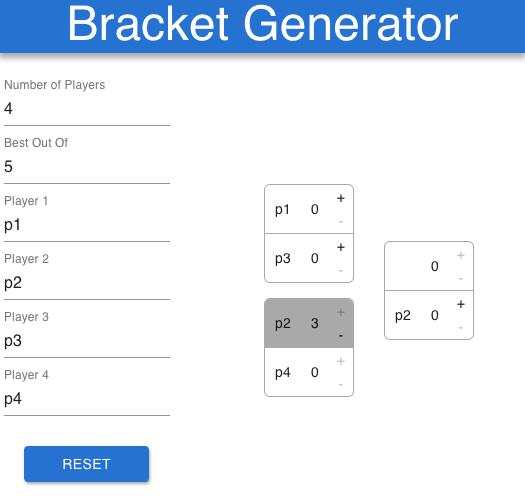 Bracket Generator
Number of Players
4
Best Out Of
5
Player 1
p1
Player 2
p2
Player 3
p3
Player 4
p4
RESET
p1 0 + -
p3 0 + -
p2 3 + -
p4 0 + -
0 + -
p2 0 + -